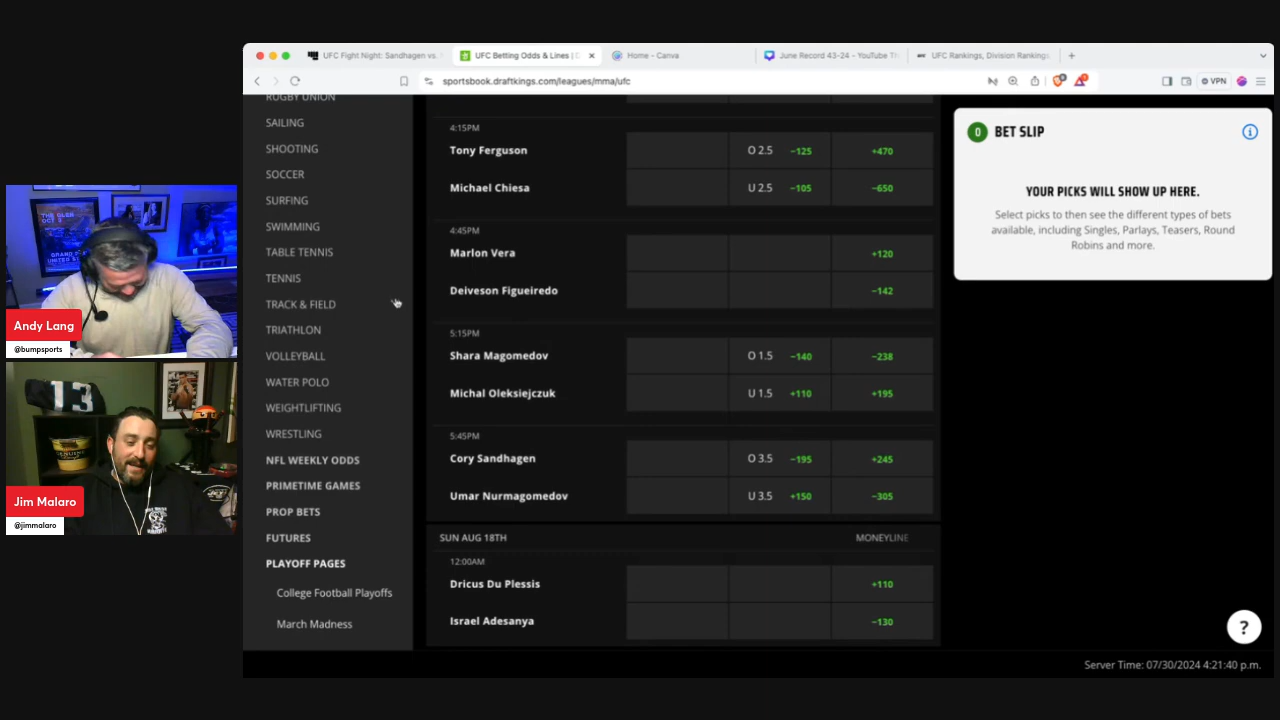 UFC Fight Night: Sandhagen vs.
UFC Betting Odds & Lines |
Home – Canva
June Record 43-24 – YouTube
UFC Rankings, Division Rankings
sportsbook.draftkings.com/leagues/mma/ufc
VPN
RUGBY UNION
SAILING
SHOOTING
SOCCER
SURFING
SWIMMING
TABLE TENNIS
TENNIS
TRACK & FIELD
TRIATHLON
VOLLEYBALL
WATER POLO
WEIGHTLIFTING
WRESTLING
NFL WEEKLY ODDS
PRIMETIME GAMES
PROP BETS
FUTURES
PLAYOFF PAGES
College Football Playoffs
March Madness
4:15PM
Tony Ferguson O 2.5 −125 +470
Michael Chiesa U 2.5 −105 −650
4:45PM
Marlon Vera +120
Deiveson Figueiredo −142
5:15PM
Shara Magomedov O 1.5 −140 −238
Michal Oleksiejczuk U 1.5 +110 +195
5:45PM
Cory Sandhagen O 3.5 −195 +245
Umar Nurmagomedov U 3.5 +150 −305
SUN AUG 18TH MONEYLINE
12:00AM
Dricus Du Plessis +110
Israel Adesanya −130
0 BET SLIP
YOUR PICKS WILL SHOW UP HERE.
Select picks to then see the different types of bets
available, including Singles, Parlays, Teasers, Round
Robins and more.
?
Server Time: 07/30/2024 4:21:40 p.m.
Andy Lang
@bumpsports
13
Jim Malaro
@jimmalaro